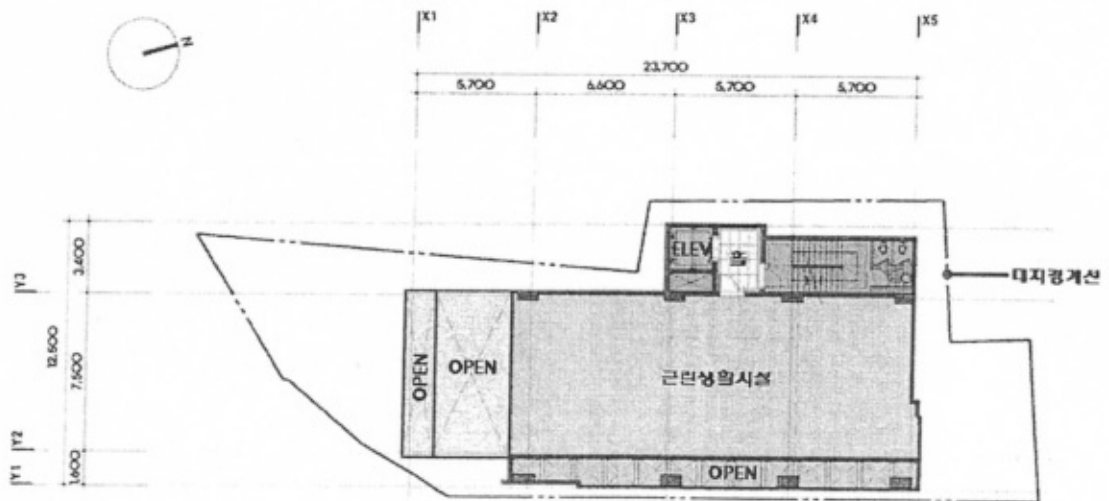 X1 X2 X3 X4 X5
N
23,700
5,700 6,600 5,700 5,700
3,400
ELEV 홀
대지경계선
Y3
12,500
7,500
OPEN OPEN 근린생활시설
Y2
OPEN
1,600
Y1